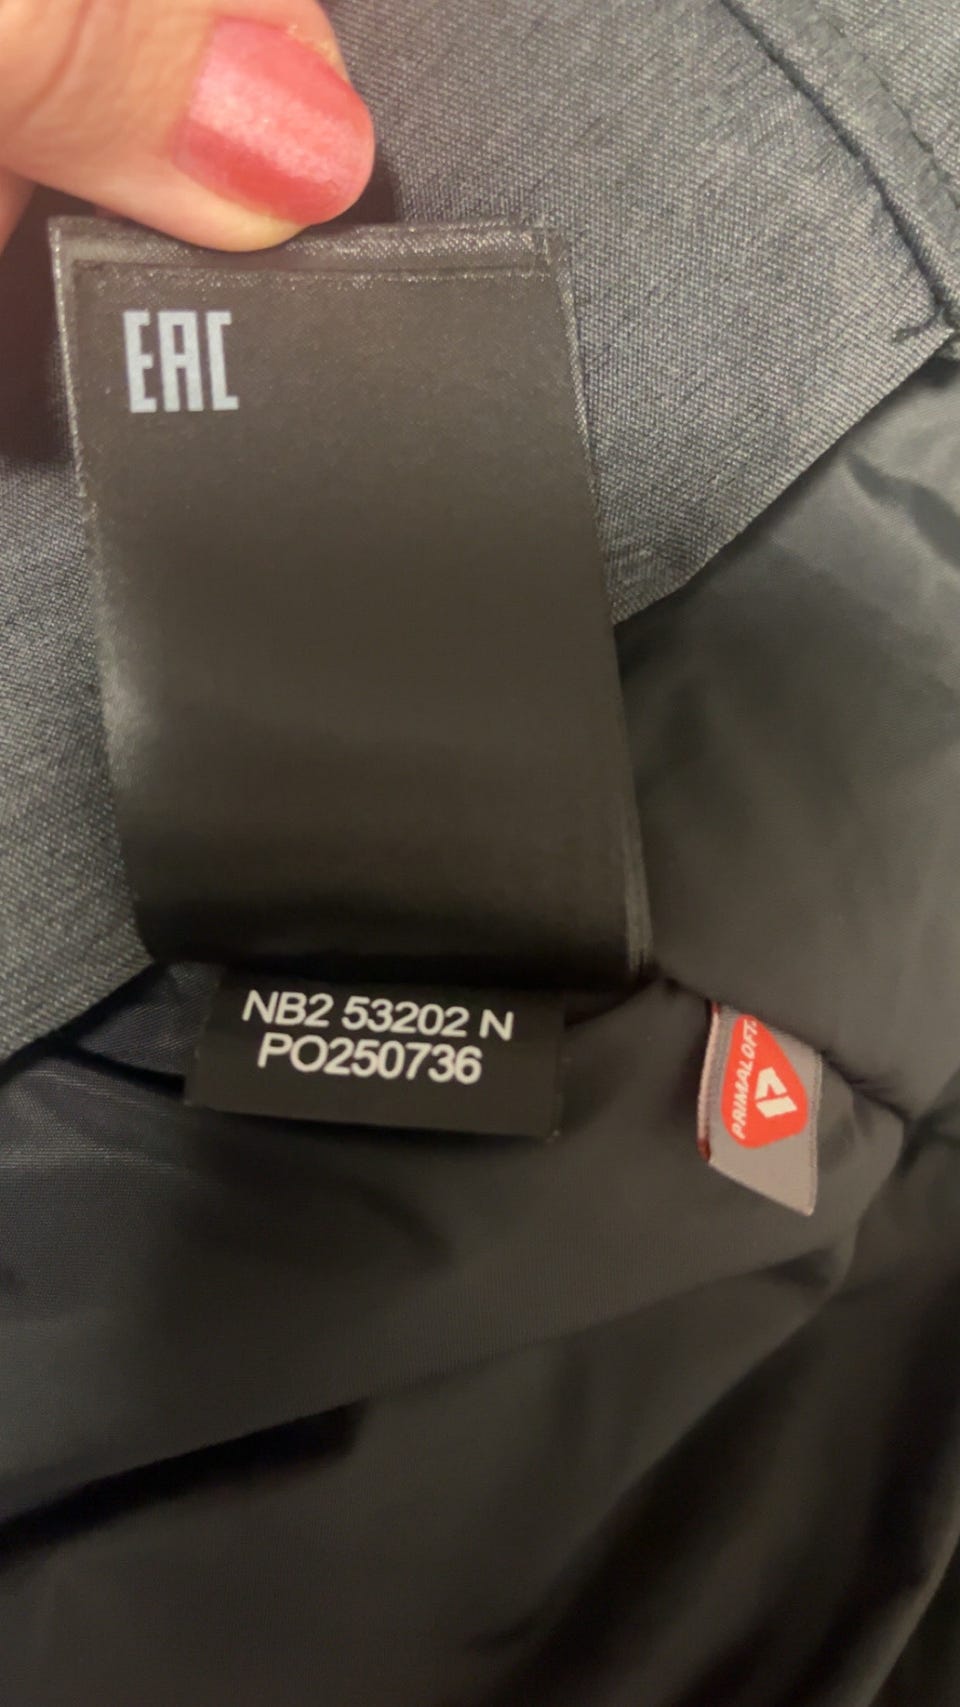 EAC
NB2 53202 N
PO250736
PRIMALOFT